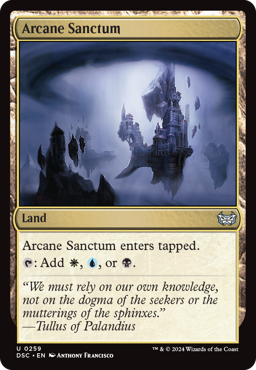 Arcane Sanctum
Land
Arcane Sanctum enters tapped.
: Add , , or .
“We must rely on our own knowledge,
not on the dogma of the seekers or the
mutterings of the sphinxes.”
—Tullus of Palandius
U 0259
DSC • EN Anthony Francisco
™ & © 2024 Wizards of the Coast